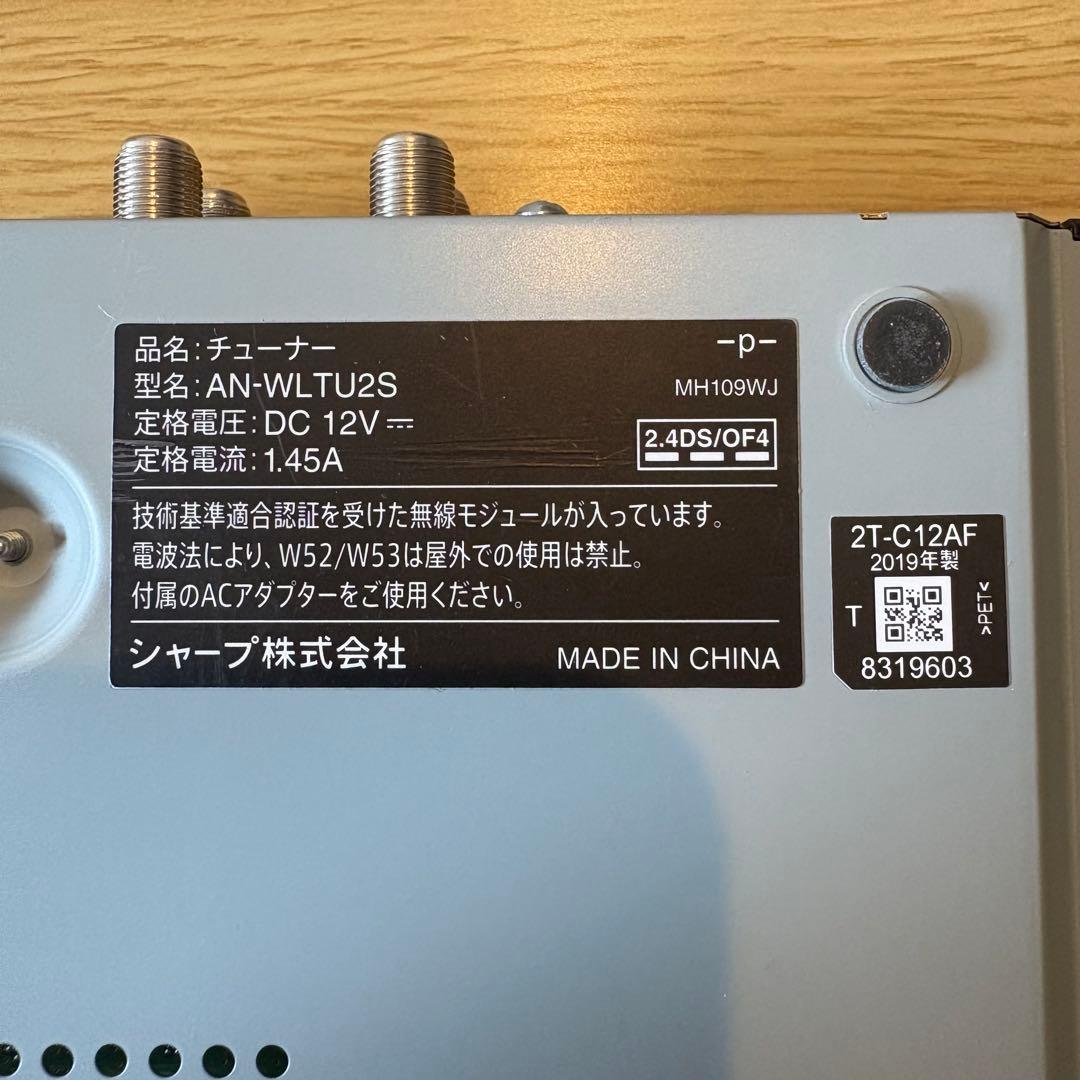 品名:チューナー
型名:AN-WLTU2S
定格電圧:DC 12V⎓
定格電流:1.45A
-p-
MH109WJ
2.4DS/OF4
技術基準適合認証を受けた無線モジュールが入っています。
電波法により、W52/W53は屋外での使用は禁止。
付属のACアダプターをご使用ください。
シャープ株式会社
MADE IN CHINA
2T-C12AF
2019年製
T
>PET<
8319603